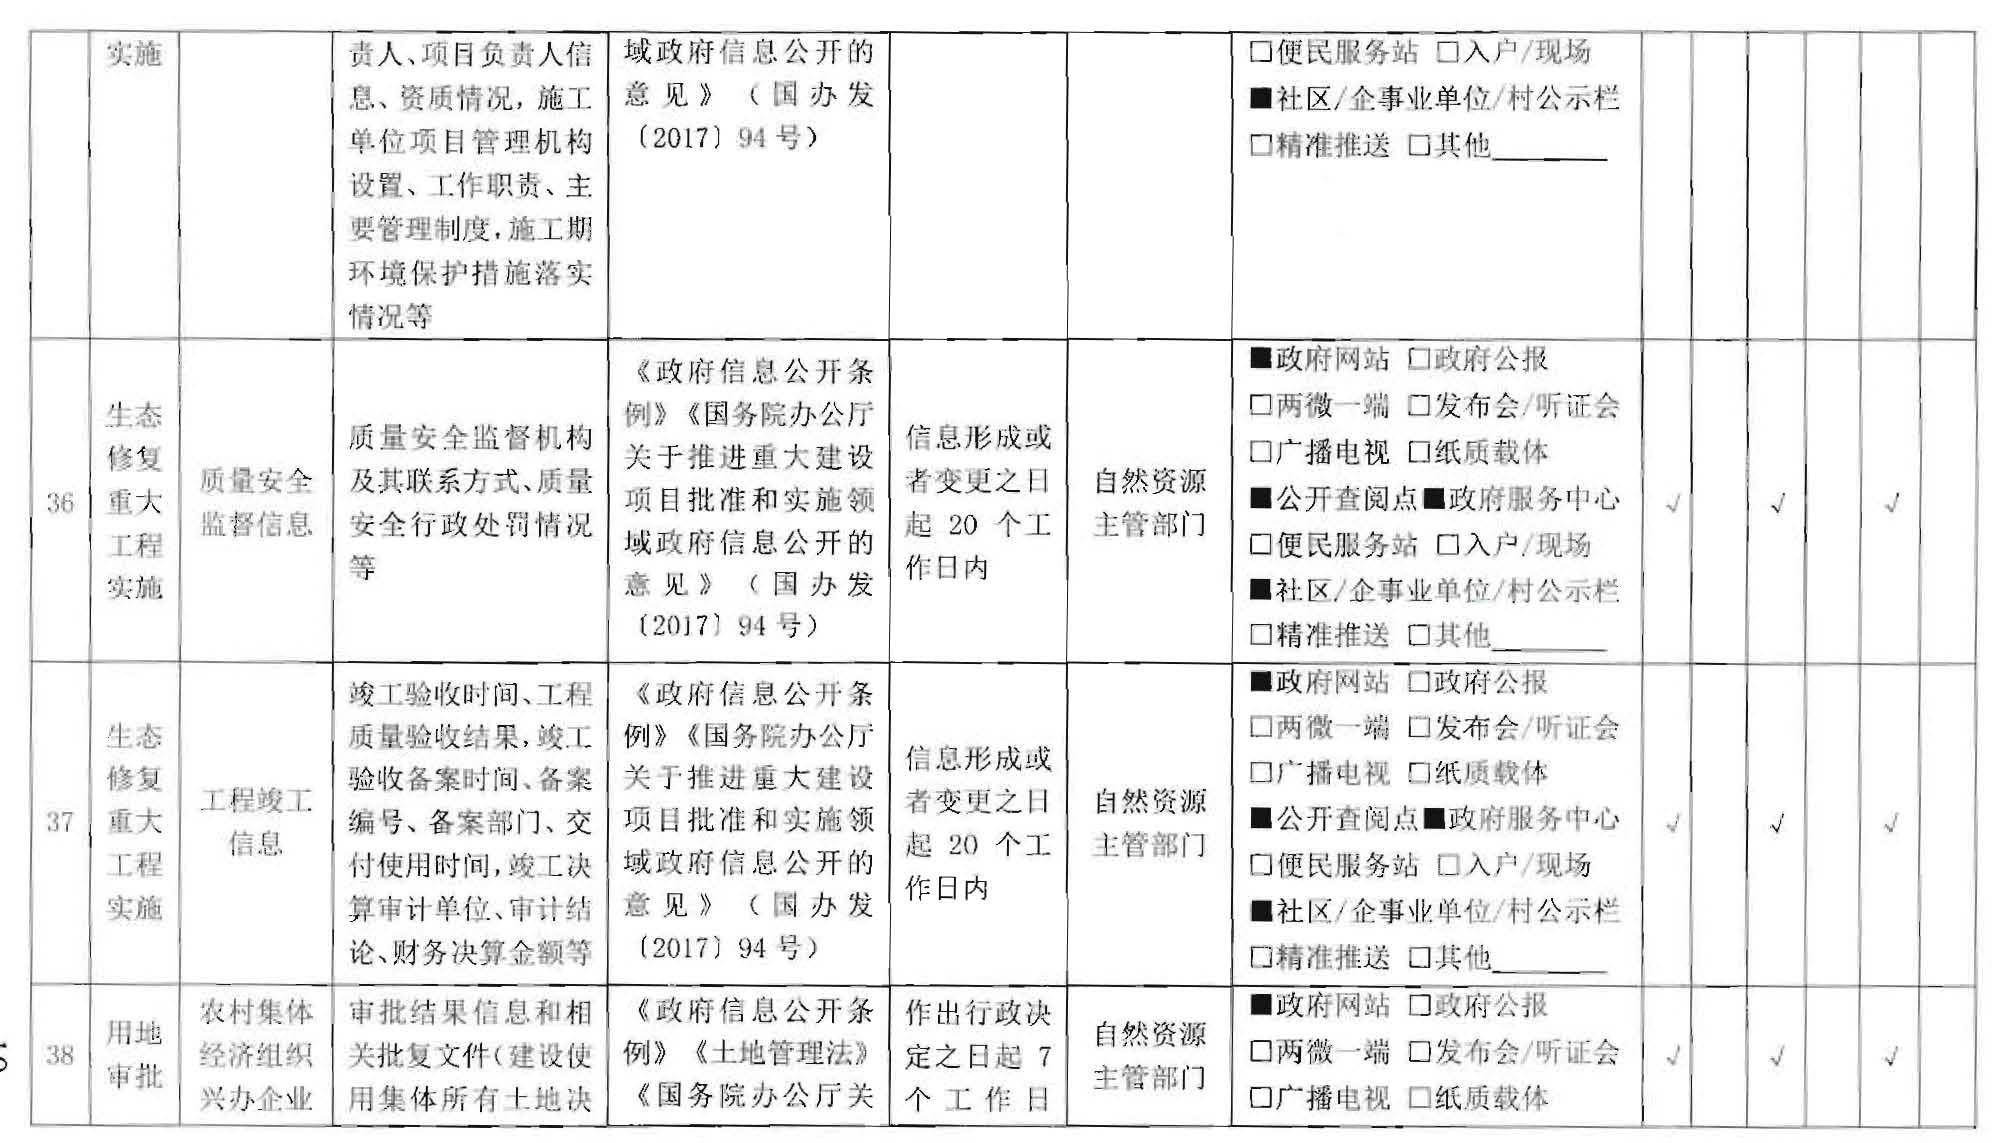 实施
责人、项目负责人信
息、资质情况，施工
单位项目管理机构
设置、工作职责、主
要管理制度，施工期
环境保护措施落实
情况等
域政府信息公开的
意见》（国办发
〔2017〕94号）
□便民服务站 □入户/现场
■社区/企事业单位/村公示栏
□精准推送 □其他________
36
生态
修复
重大
工程
实施
质量安全
监督信息
质量安全监督机构
及其联系方式、质量
安全行政处罚情况
等
《政府信息公开条
例》《国务院办公厅
关于推进重大建设
项目批准和实施领
域政府信息公开的
意见》（国办发
〔2017〕94号）
信息形成或
者变更之日
起 20 个工
作日内
自然资源
主管部门
■政府网站 □政府公报
□两微一端 □发布会/听证会
□广播电视 □纸质载体
■公开查阅点■政府服务中心
□便民服务站 □入户/现场
■社区/企事业单位/村公示栏
□精准推送 □其他________
√ √ √
37
生态
修复
重大
工程
实施
工程竣工
信息
竣工验收时间、工程
质量验收结果，竣工
验收备案时间、备案
编号、备案部门、交
付使用时间，竣工决
算审计单位、审计结
论、财务决算金额等
《政府信息公开条
例》《国务院办公厅
关于推进重大建设
项目批准和实施领
域政府信息公开的
意见》（国办发
〔2017〕94号）
信息形成或
者变更之日
起 20 个工
作日内
自然资源
主管部门
■政府网站 □政府公报
□两微一端 □发布会/听证会
□广播电视 □纸质载体
■公开查阅点■政府服务中心
□便民服务站 □入户/现场
■社区/企事业单位/村公示栏
□精准推送 □其他________
√ √ √
38
用地
审批
农村集体
经济组织
兴办企业
审批结果信息和相
关批复文件（建设使
用集体所有土地决
《政府信息公开条
例》《土地管理法》
《国务院办公厅关
作出行政决
定之日起 7
个工作日
自然资源
主管部门
■政府网站 □政府公报
□两微一端 □发布会/听证会
□广播电视 □纸质载体
√ √ √